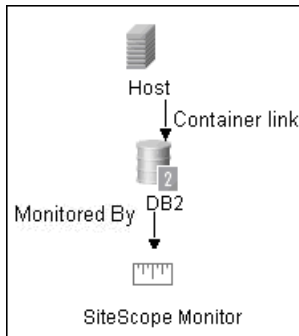 Host
Container link
2
DB2
Monitored By
SiteScope Monitor